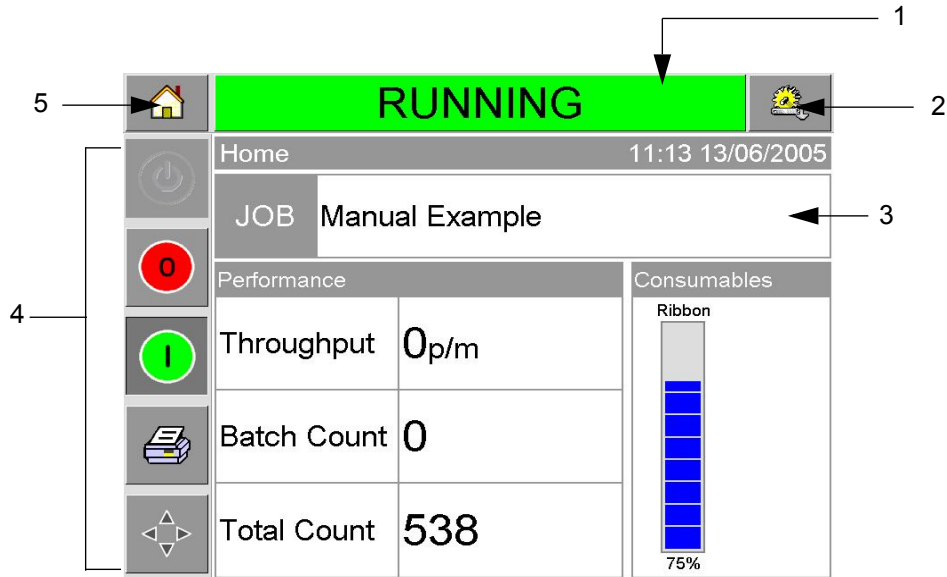 1
5
RUNNING
2
Home 11:13 13/06/2005
JOB Manual Example
3
0
Performance
Consumables
Ribbon
4
I
Throughput 0p/m
Batch Count 0
Total Count 538
75%